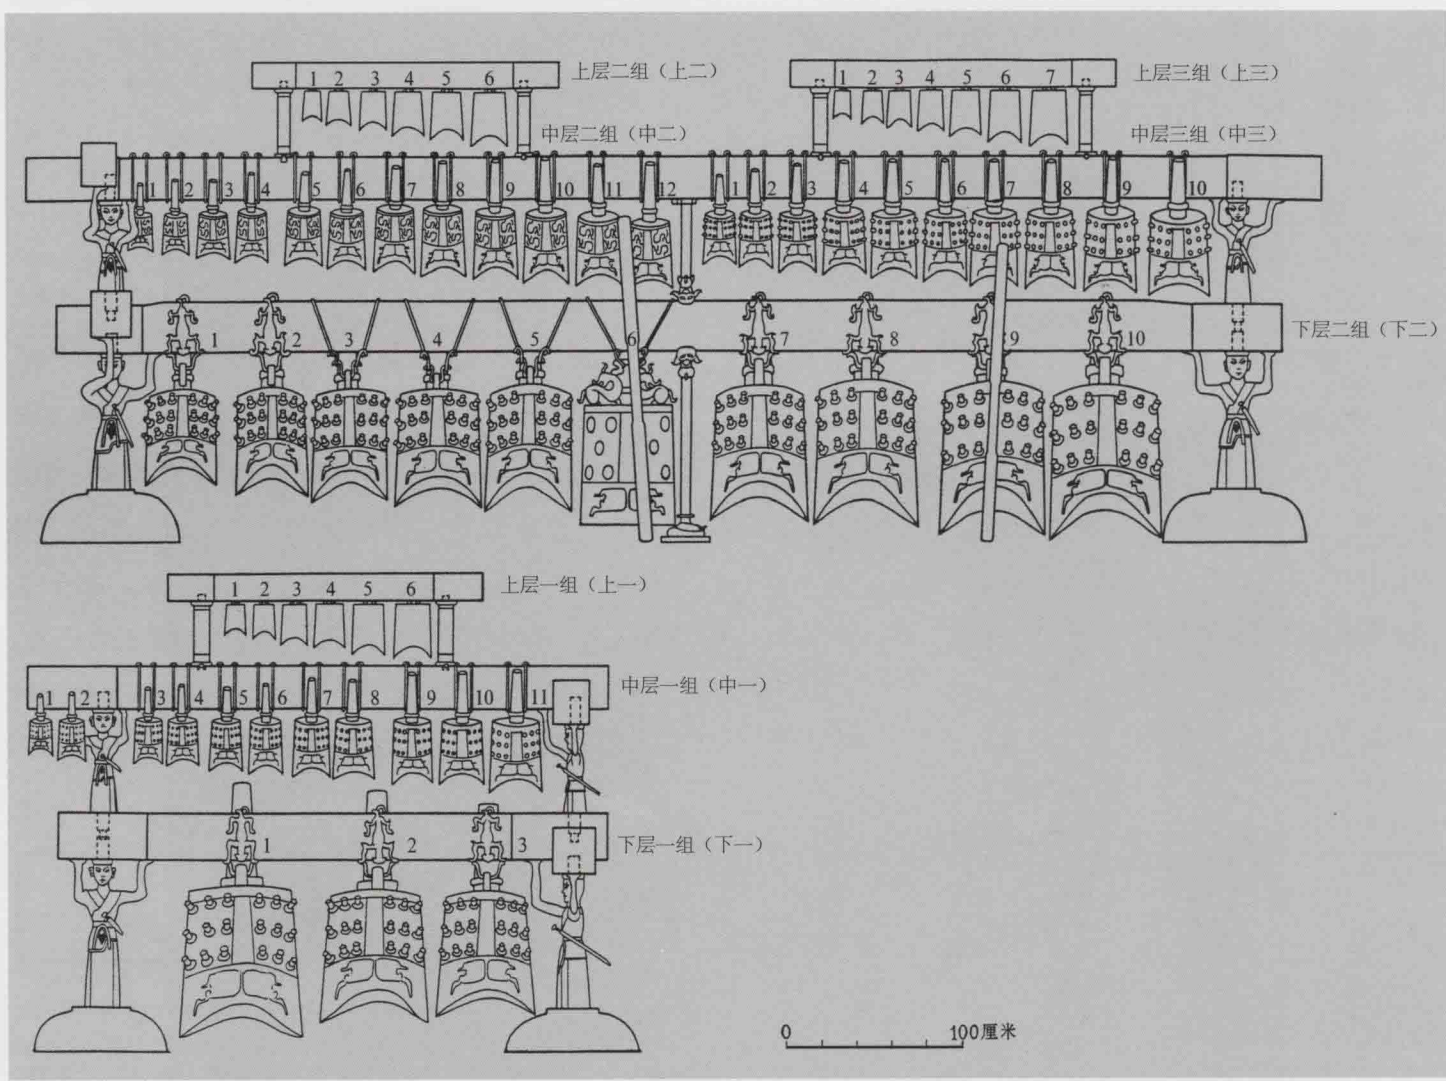 1 2 3 4 5 6 上层二组（上二）
1 2 3 4 5 6 7 上层三组（上三）
中层二组（中二）
中层三组（中三）
1 2 3 4 5 6 7 8 9 10 11 12
1 2 3 4 5 6 7 8 9 10
1 2 3 4 5 6 7 8 9 10 下层二组（下二）
1 2 3 4 5 6 上层一组（上一）
1 2 3 4 5 6 7 8 9 10 11 中层一组（中一）
1 2 3 下层一组（下一）
0 100厘米